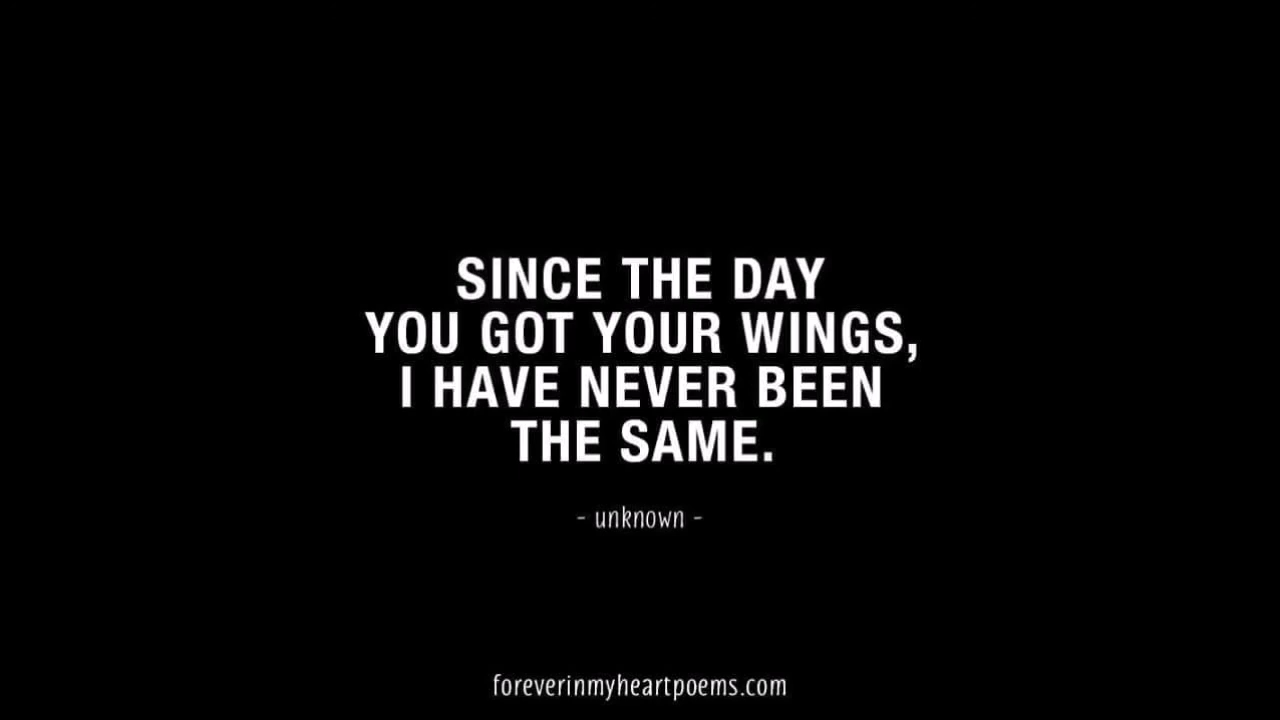 SINCE THE DAY
YOU GOT YOUR WINGS,
I HAVE NEVER BEEN
THE SAME.
- unknown -
foreverinmyheartpoems.com